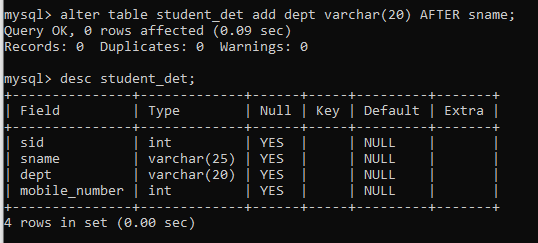 mysql> alter table student_det add dept varchar(20) AFTER sname;
Query OK, 0 rows affected (0.09 sec)
Records: 0  Duplicates: 0  Warnings: 0

mysql> desc student_det;
+---------------+-------------+------+-----+---------+-------+
| Field         | Type        | Null | Key | Default | Extra |
+---------------+-------------+------+-----+---------+-------+
| sid           | int         | YES  |     | NULL    |       |
| sname         | varchar(25) | YES  |     | NULL    |       |
| dept          | varchar(20) | YES  |     | NULL    |       |
| mobile_number | int         | YES  |     | NULL    |       |
+---------------+-------------+------+-----+---------+-------+
4 rows in set (0.00 sec)